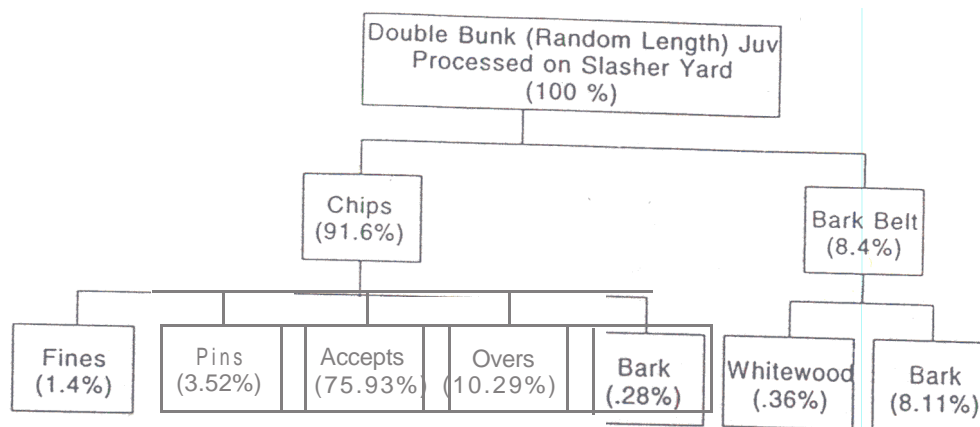 Double Bunk (Random Length) Juv
Processed on Slasher Yard
(100 %)
Chips
(91.6%)
Bark Belt
(8.4%)
Fines
(1.4%)
Pins
(3.52%)
Accepts
(75.93%)
Overs
(10.29%)
Bark
(.28%)
Whitewood
(.36%)
Bark
(8.11%)